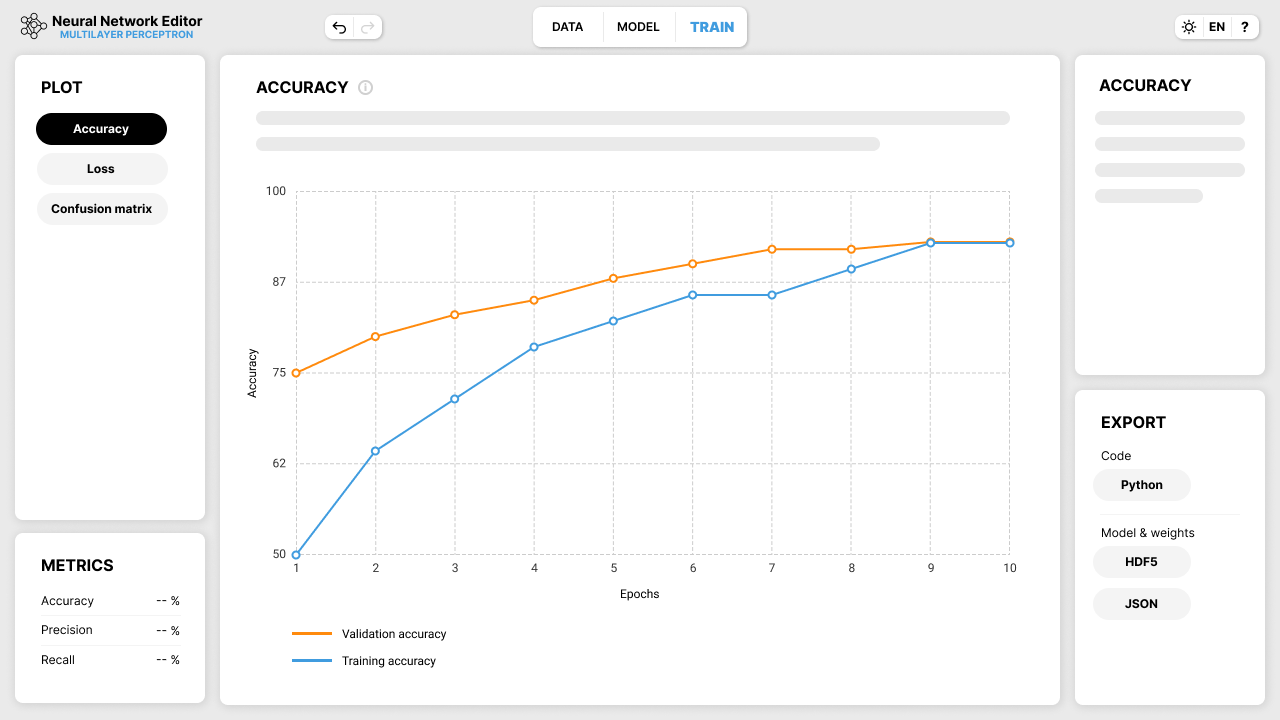 Neural Network Editor
MULTILAYER PERCEPTRON
DATA
MODEL
TRAIN
EN
?
PLOT
Accuracy
Loss
Confusion matrix
METRICS
Accuracy -- %
Precision -- %
Recall -- %
ACCURACY
100
87
75
62
50
Accuracy
1 2 3 4 5 6 7 8 9 10
Epochs
Validation accuracy
Training accuracy
ACCURACY
EXPORT
Code
Python
Model & weights
HDF5
JSON